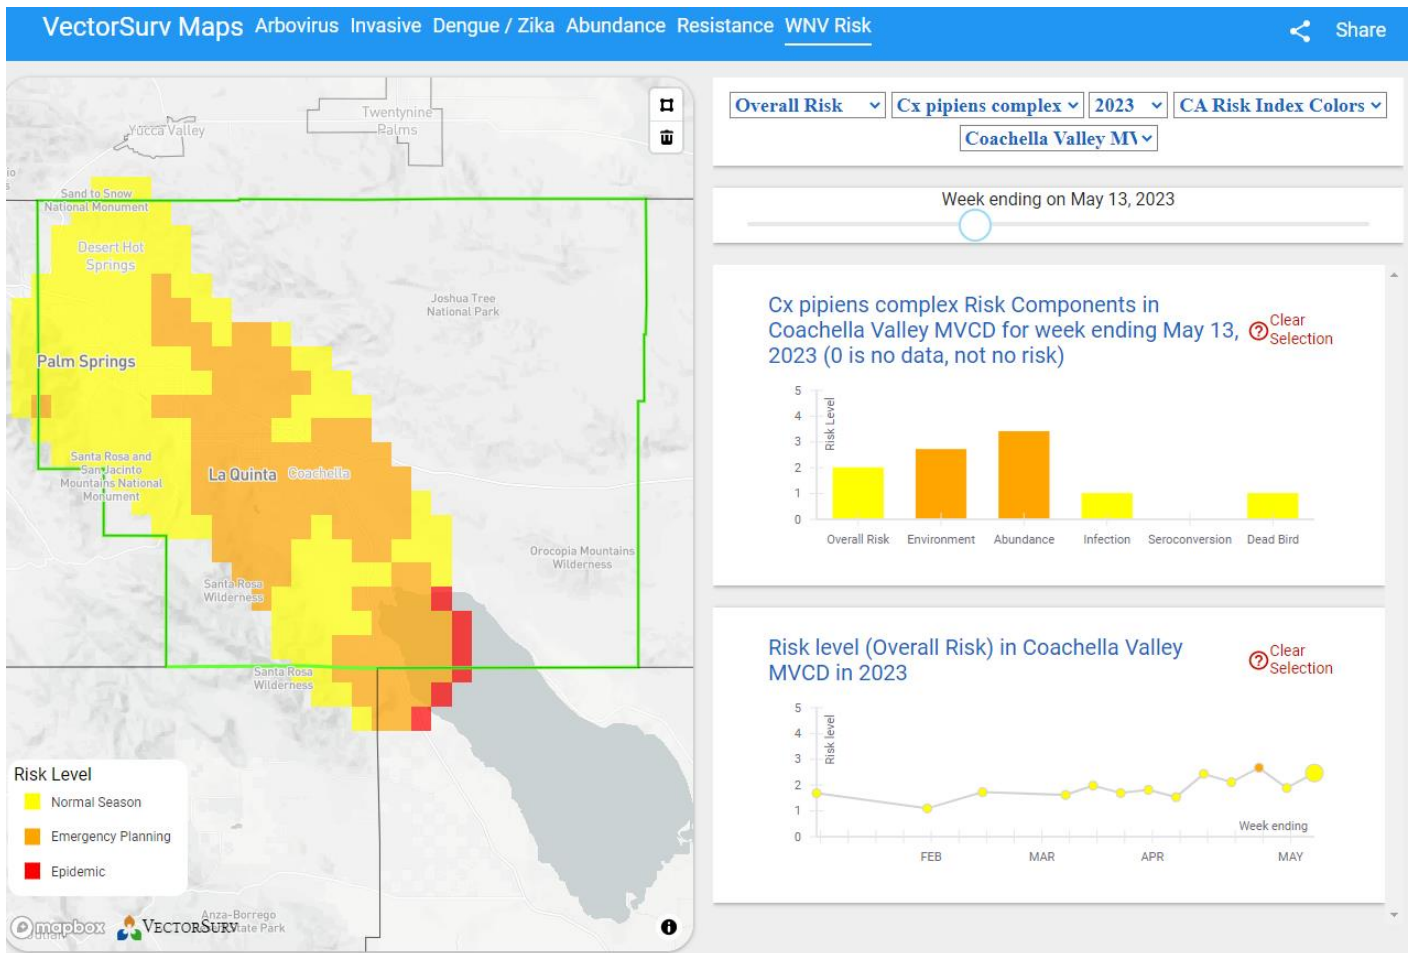 VectorSurv Maps Arbovirus Invasive Dengue / Zika Abundance Resistance WNV Risk
Share
Twentynine
Palms
Yucca Valley
Sand to Snow
National Monument
Desert Hot
Springs
Joshua Tree
National Park
Palm Springs
Santa Rosa and
San Jacinto
Mountains National
Monument
La Quinta
Coachella
Orocopia Mountains
Wilderness
Santa Rosa
Wilderness
Santa Rosa
Wilderness
Risk Level
Normal Season
Emergency Planning
Epidemic
Anza-Borrego
State Park
mapbox
VECTORSURV
Overall Risk
Cx pipiens complex
2023
CA Risk Index Colors
Coachella Valley MV
Week ending on May 13, 2023
Cx pipiens complex Risk Components in
Coachella Valley MVCD for week ending May 13,
2023 (0 is no data, not no risk)
Clear
Selection
5
4
3
2
1
0
Risk Level
Overall Risk Environment Abundance Infection Seroconversion Dead Bird
Risk level (Overall Risk) in Coachella Valley
MVCD in 2023
Clear
Selection
5
4
3
2
1
0
Risk level
Week ending
FEB MAR APR MAY